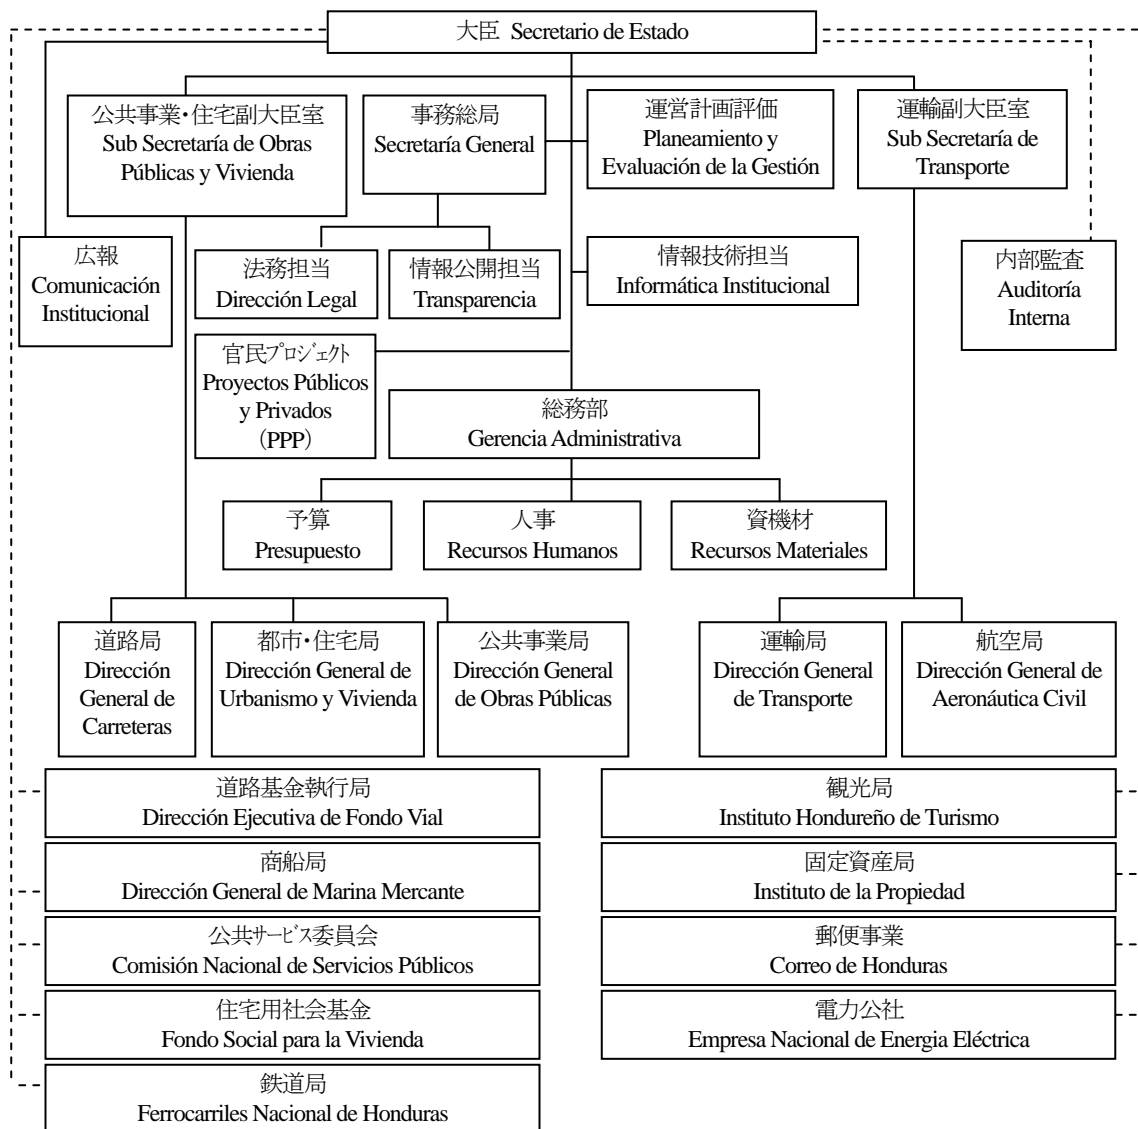 大臣 Secretario de Estado
公共事業・住宅副大臣室
Sub Secretaría de Obras
Públicas y Vivienda
事務総局
Secretaría General
運営計画評価
Planeamiento y
Evaluación de la Gestión
運輸副大臣室
Sub Secretaría de
Transporte
広報
Comunicación
Institucional
法務担当
Dirección Legal
情報公開担当
Transparencia
情報技術担当
Informática Institucional
内部監査
Auditoría
Interna
官民プロジェクト
Proyectos Públicos
y Privados
（PPP）
総務部
Gerencia Administrativa
予算
Presupuesto
人事
Recursos Humanos
資機材
Recursos Materiales
道路局
Dirección
General de
Carreteras
都市・住宅局
Dirección General de
Urbanismo y Vivienda
公共事業局
Dirección General
de Obras Públicas
運輸局
Dirección General
de Transporte
航空局
Dirección General de
Aeronáutica Civil
道路基金執行局
Dirección Ejecutiva de Fondo Vial
観光局
Instituto Hondureño de Turismo
商船局
Dirección General de Marina Mercante
固定資産局
Instituto de la Propiedad
公共サービス委員会
Comisión Nacional de Servicios Públicos
郵便事業
Correo de Honduras
住宅用社会基金
Fondo Social para la Vivienda
電力公社
Empresa Nacional de Energia Eléctrica
鉄道局
Ferrocarriles Nacional de Honduras